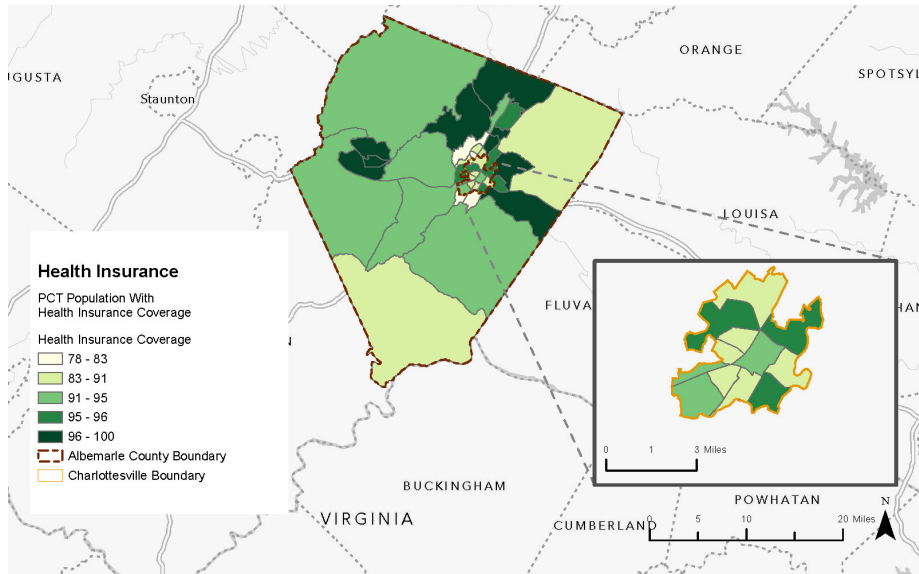 ORANGE
UGUSTA
SPOTSYL
Staunton
LOUISA
Health Insurance
PCT Population With
Health Insurance Coverage
Health Insurance Coverage
78 - 83
83 - 91
91 - 95
95 - 96
96 - 100
Albemarle County Boundary
Charlottesville Boundary
FLUVA
HAN
N
0 1 3 Miles
BUCKINGHAM
POWHATAN
VIRGINIA
CUMBERLAND
N
0 5 10 20 Miles